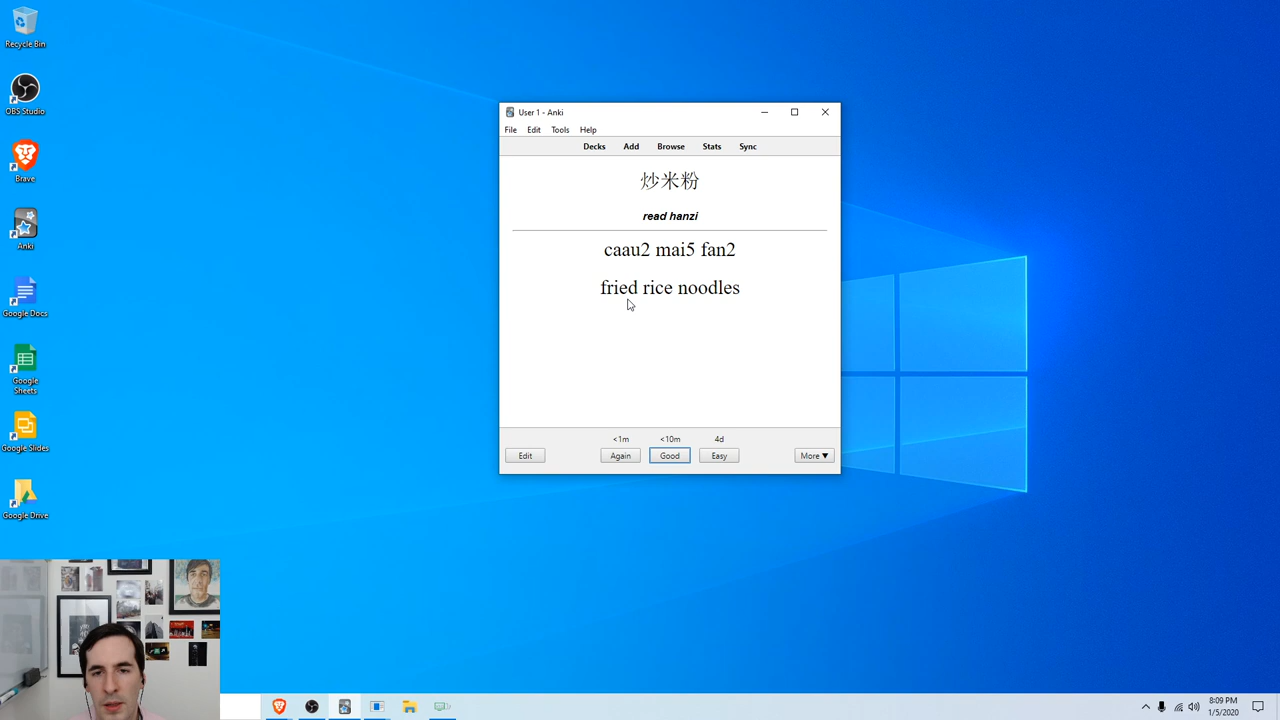 Recycle Bin
OBS Studio
Brave
Anki
Google Docs
Google
Sheets
Google Slides
Google Drive
User 1 - Anki
File Edit Tools Help
Decks Add Browse Stats Sync
炒米粉
read hanzi
caau2 mai5 fan2
fried rice noodles
<1m <10m 4d
Edit Again Good Easy More ▼
8:09 PM
1/5/2020